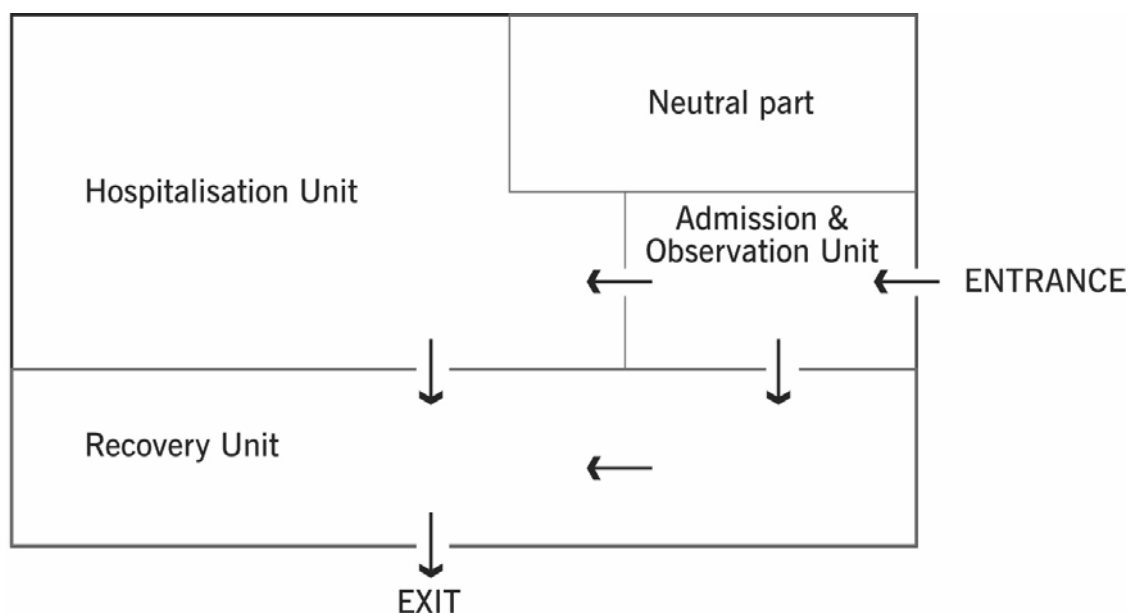 Neutral part
Hospitalisation Unit
Admission &
Observation Unit
ENTRANCE
Recovery Unit
EXIT